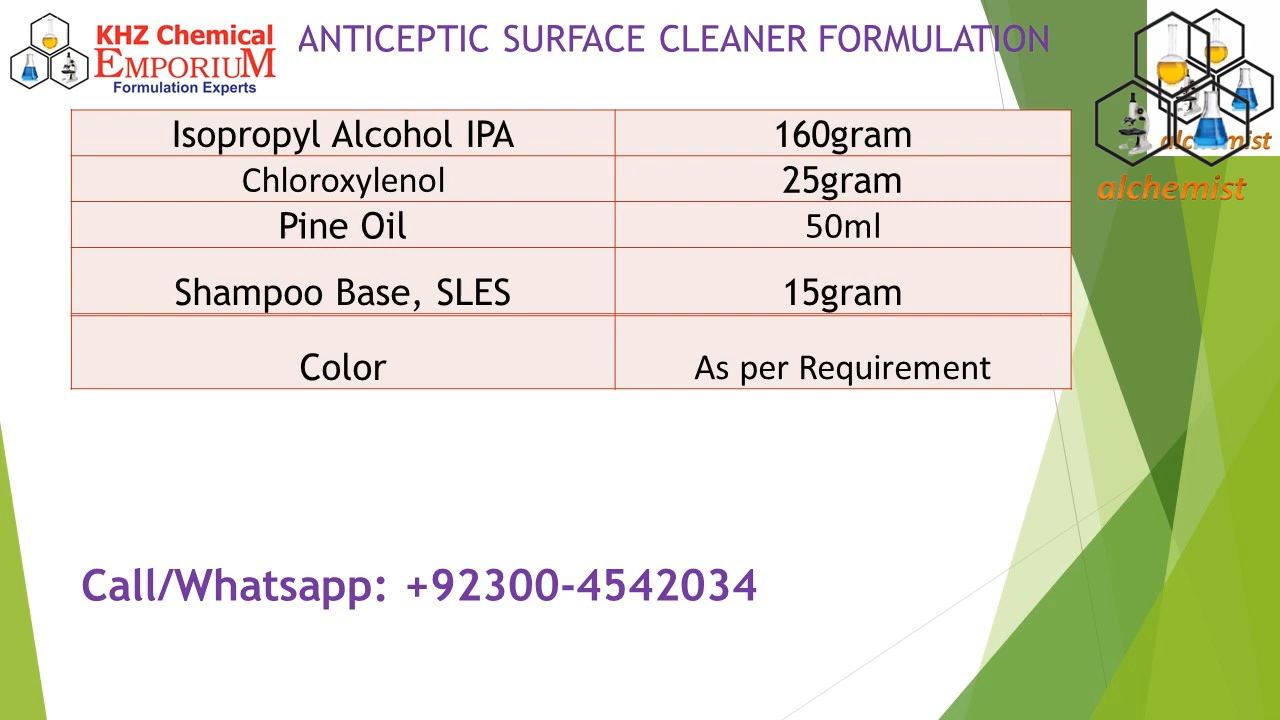 KHZ Chemical
EMPORIUM
Formulation Experts
ANTICEPTIC SURFACE CLEANER FORMULATION
alchemist
alchemist
Isopropyl Alcohol IPA 160gram
Chloroxylenol 25gram
Pine Oil 50ml
Shampoo Base, SLES 15gram
Color As per Requirement
Call/Whatsapp: +92300-4542034